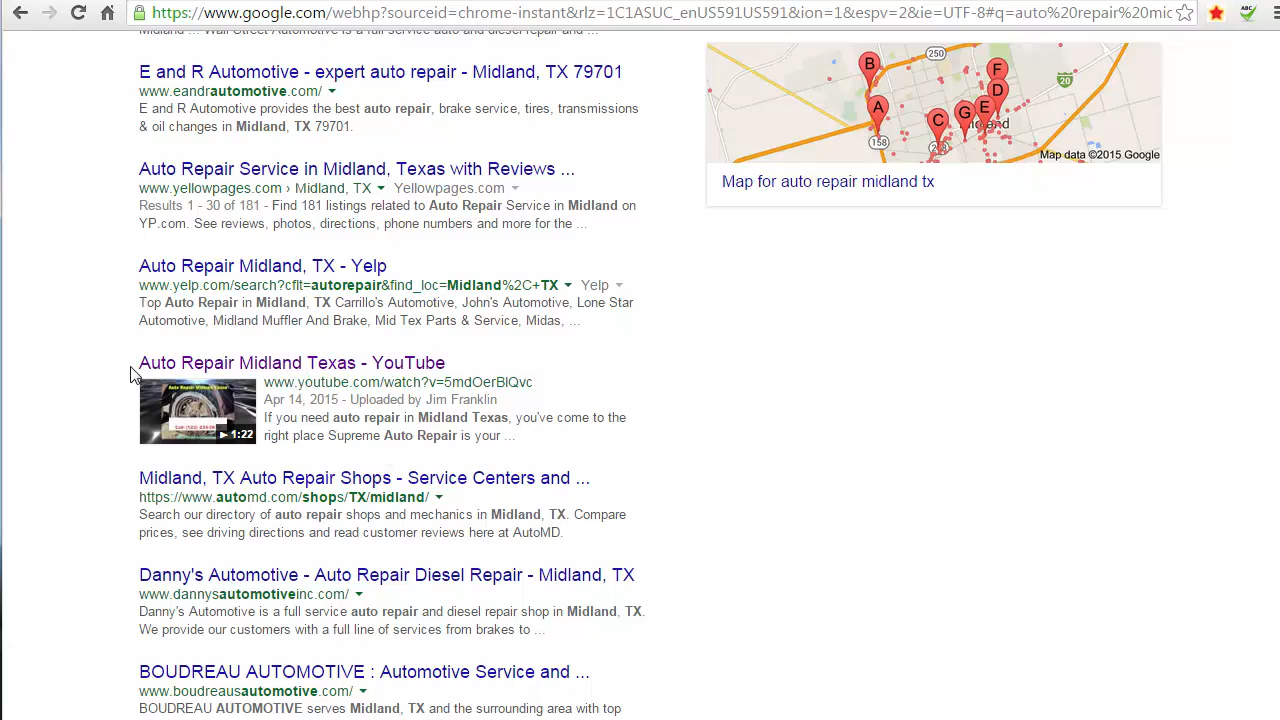 https://www.google.com/webhp?sourceid=chrome-instant&rlz=1C1ASUC_enUS591US591&ion=1&espv=2&ie=UTF-8#q=auto%20repair%20mic
ABC
Midland ... Wall Street Automotive is a full service auto and diesel repair and ...
E and R Automotive - expert auto repair - Midland, TX 79701
www.eandrautomotive.com/
E and R Automotive provides the best auto repair, brake service, tires, transmissions
& oil changes in Midland, TX 79701.
Auto Repair Service in Midland, Texas with Reviews ...
www.yellowpages.com › Midland, TX Yellowpages.com
Results 1 - 30 of 181 - Find 181 listings related to Auto Repair Service in Midland on
YP.com. See reviews, photos, directions, phone numbers and more for the ...
Auto Repair Midland, TX - Yelp
www.yelp.com/search?cflt=autorepair&find_loc=Midland%2C+TX Yelp
Top Auto Repair in Midland, TX Carrillo's Automotive, John's Automotive, Lone Star
Automotive, Midland Muffler And Brake, Mid Tex Parts & Service, Midas, ...
Auto Repair Midland Texas - YouTube
www.youtube.com/watch?v=5mdOerBIQvc
Apr 14, 2015 - Uploaded by Jim Franklin
If you need auto repair in Midland Texas, you've come to the
right place Supreme Auto Repair is your ...
1:22
Midland, TX Auto Repair Shops - Service Centers and ...
https://www.automd.com/shops/TX/midland/
Search our directory of auto repair shops and mechanics in Midland, TX. Compare
prices, see driving directions and read customer reviews here at AutoMD.
Danny's Automotive - Auto Repair Diesel Repair - Midland, TX
www.dannysautomotiveinc.com/
Danny's Automotive is a full service auto repair and diesel repair shop in Midland, TX.
We provide our customers with a full line of services from brakes to ...
BOUDREAU AUTOMOTIVE : Automotive Service and ...
www.boudreausautomotive.com/
BOUDREAU AUTOMOTIVE serves Midland, TX and the surrounding area with top
250
B
F
20
D
A
E
G
C
158
Map data ©2015 Google
Map for auto repair midland tx